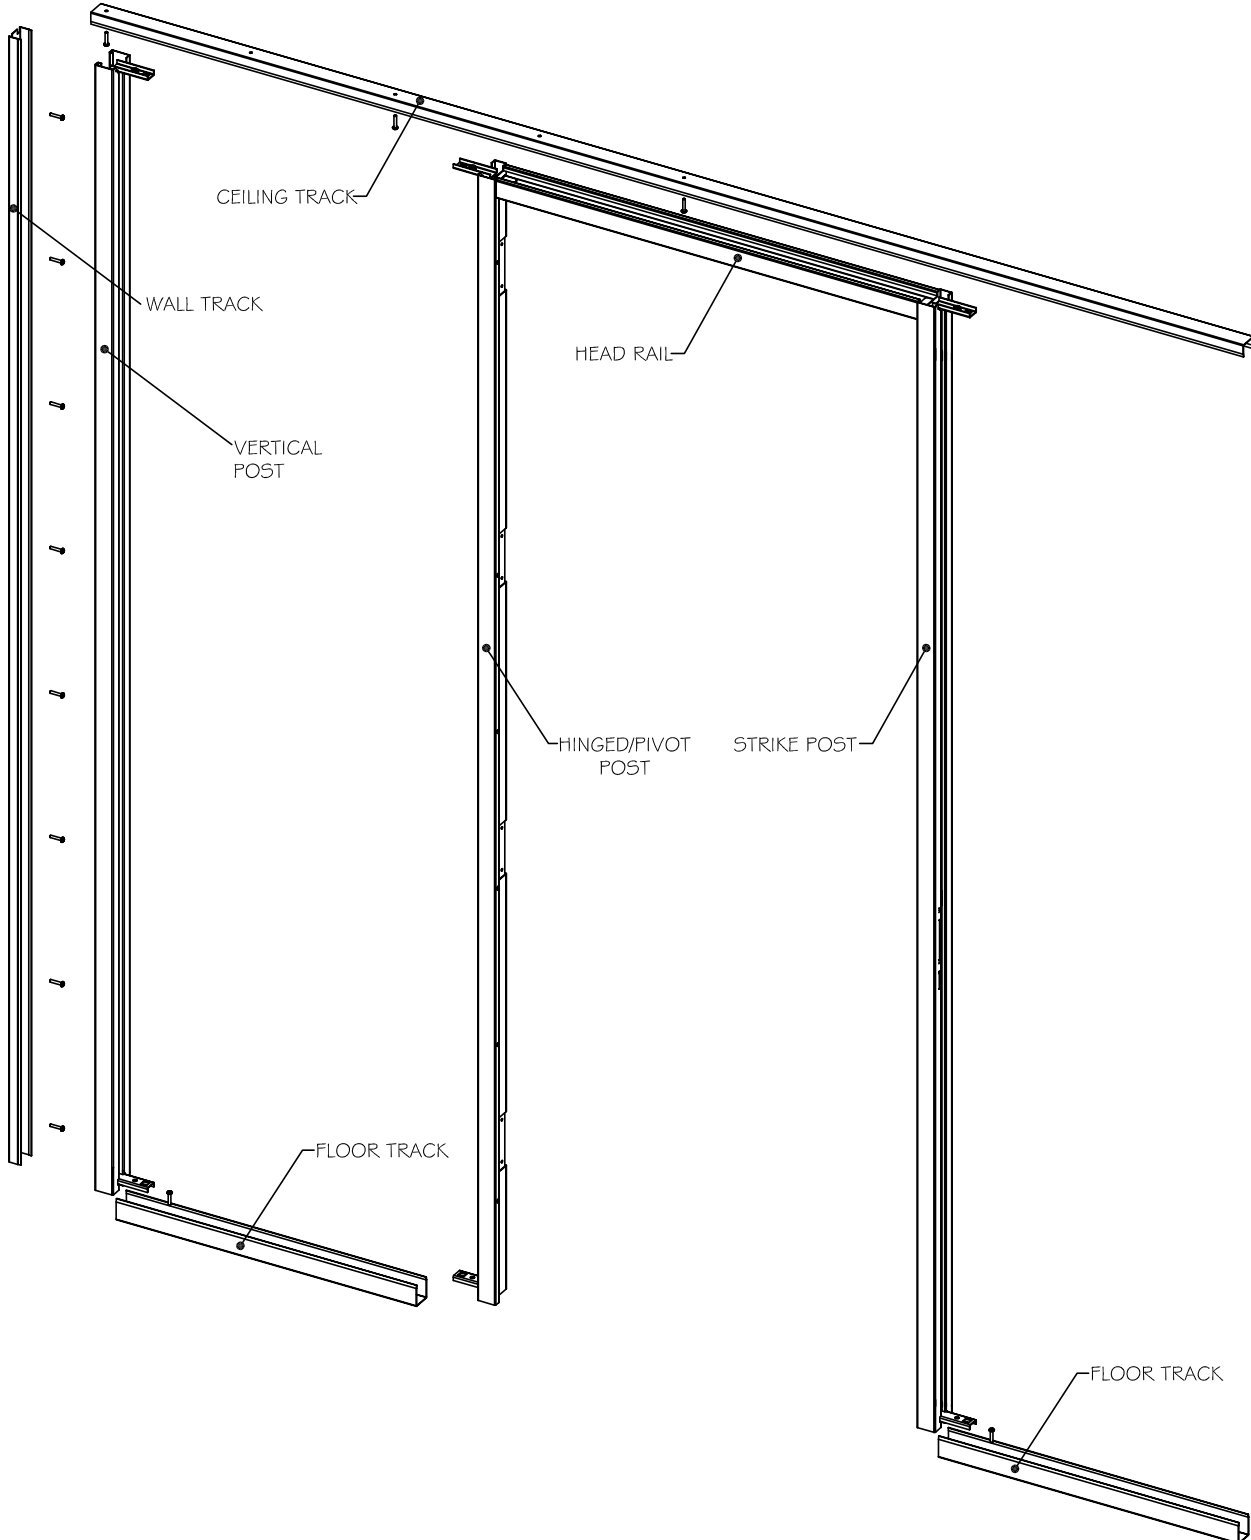 CEILING TRACK
WALL TRACK
HEAD RAIL
VERTICAL
POST
HINGED/PIVOT
POST
STRIKE POST
FLOOR TRACK
FLOOR TRACK